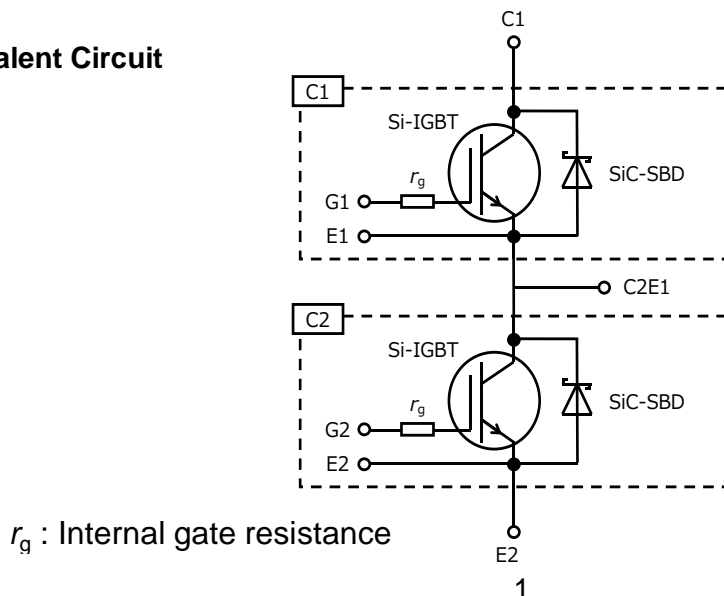 alent Circuit
C1
C1
Si-IGBT
SiC-SBD
rg
G1
E1
C2E1
C2
Si-IGBT
SiC-SBD
rg
G2
E2
rg : Internal gate resistance
E2
1